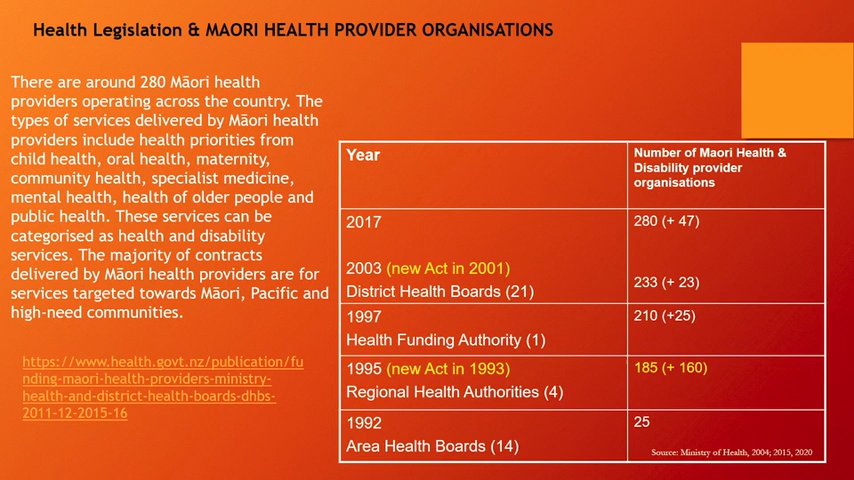 Health Legislation & MAORI HEALTH PROVIDER ORGANISATIONS
There are around 280 Māori health
providers operating across the country. The
types of services delivered by Māori health
providers include health priorities from
child health, oral health, maternity,
community health, specialist medicine,
mental health, health of older people and
public health. These services can be
categorised as health and disability
services. The majority of contracts
delivered by Māori health providers are for
services targeted towards Māori, Pacific and
high-need communities.
https://www.health.govt.nz/publication/fu
nding-maori-health-providers-ministry-
health-and-district-health-boards-dhbs-
2011-12-2015-16
Year
Number of Maori Health &
Disability provider
organisations
2017
280 (+ 47)
2003 (new Act in 2001)
District Health Boards (21)
233 (+ 23)
1997
Health Funding Authority (1)
210 (+25)
1995 (new Act in 1993)
Regional Health Authorities (4)
185 (+ 160)
1992
Area Health Boards (14)
25
Source: Ministry of Health, 2004; 2015, 2020